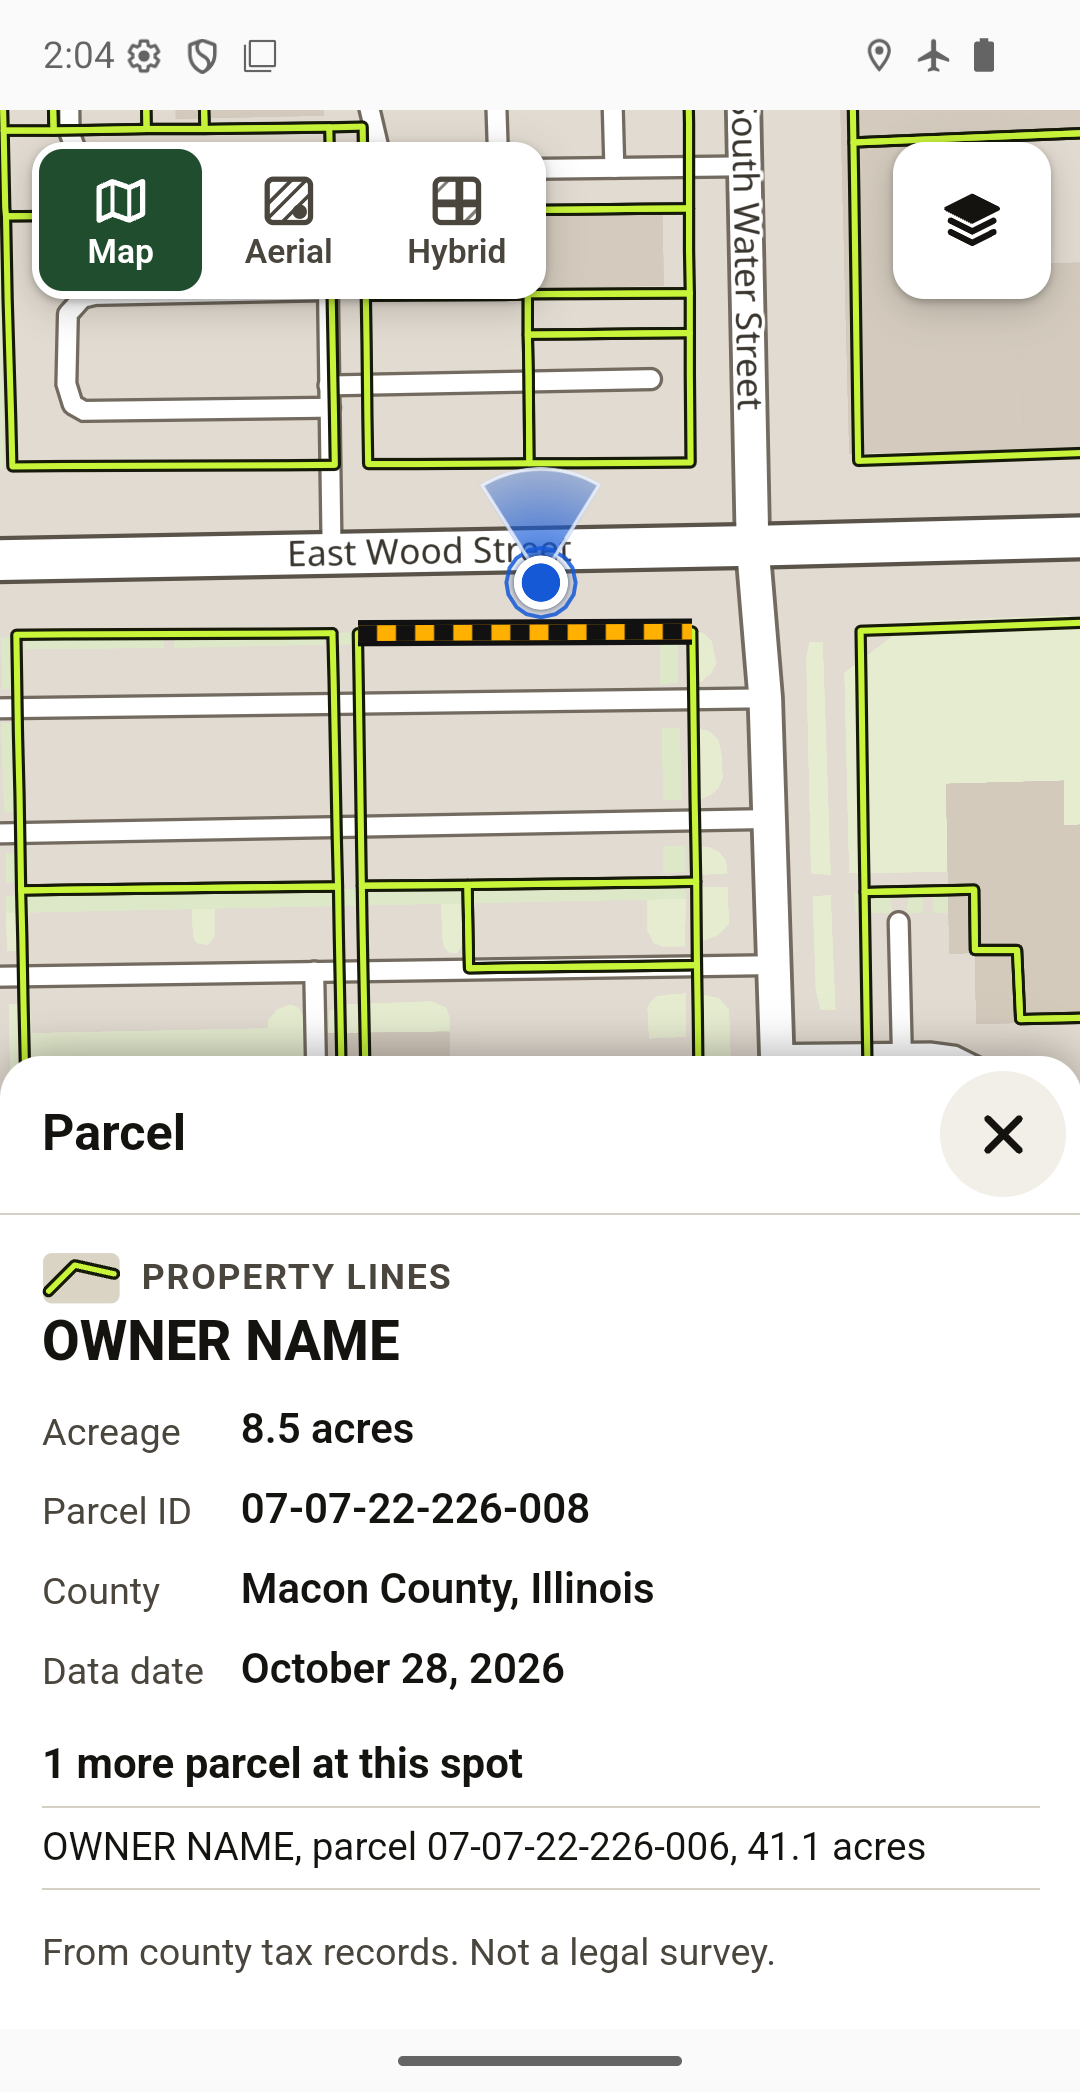 2:04
Map
Aerial
Hybrid
South Water Street
East Wood Street
Parcel
PROPERTY LINES
OWNER NAME
Acreage 8.5 acres
Parcel ID 07-07-22-226-008
County Macon County, Illinois
Data date October 28, 2026
1 more parcel at this spot
OWNER NAME, parcel 07-07-22-226-006, 41.1 acres
From county tax records. Not a legal survey.